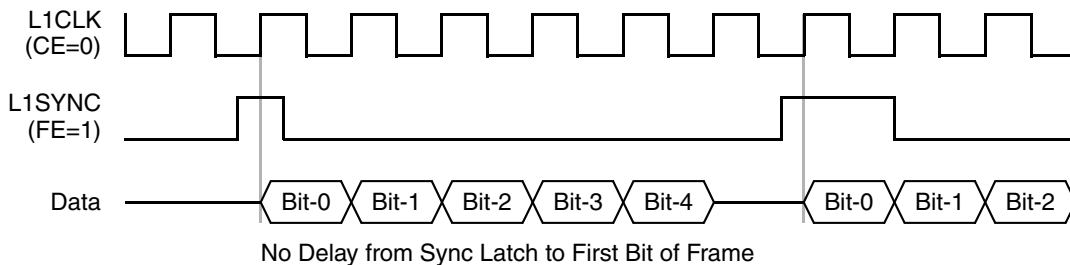 L1CLK
(CE=0)
L1SYNC
(FE=1)
Data Bit-0 Bit-1 Bit-2 Bit-3 Bit-4 Bit-0 Bit-1 Bit-2
No Delay from Sync Latch to First Bit of Frame